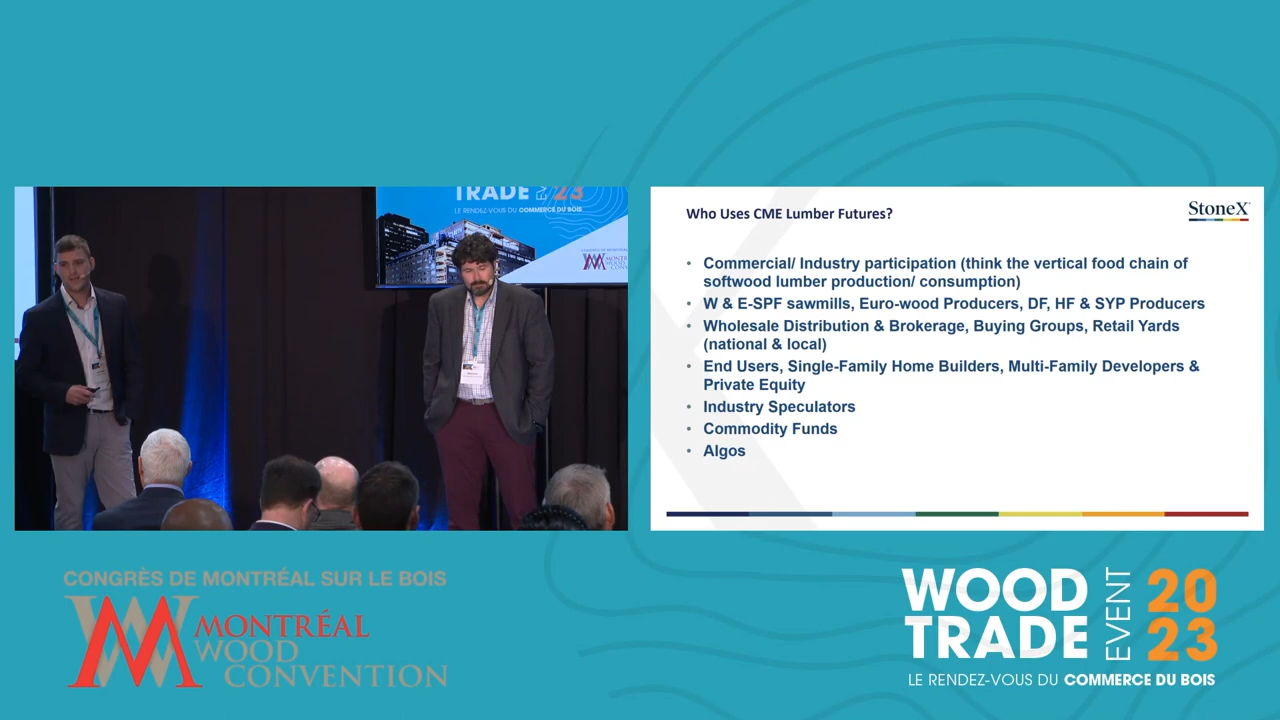 TRADE
23
LE RENDEZ-VOUS DU COMMERCE DU BOIS
Who Uses CME Lumber Futures?
StoneX
• Commercial/ Industry participation (think the vertical food chain of
softwood lumber production/ consumption)
• W & E-SPF sawmills, Euro-wood Producers, DF, HF & SYP Producers
• Wholesale Distribution & Brokerage, Buying Groups, Retail Yards
(national & local)
• End Users, Single-Family Home Builders, Multi-Family Developers &
Private Equity
• Industry Speculators
• Commodity Funds
• Algos
CONGRÈS DE MONTRÉAL SUR LE BOIS
MONTRÉAL
WOOD
CONVENTION
WOOD
TRADE
EVENT
20
23
LE RENDEZ-VOUS DU COMMERCE DU BOIS